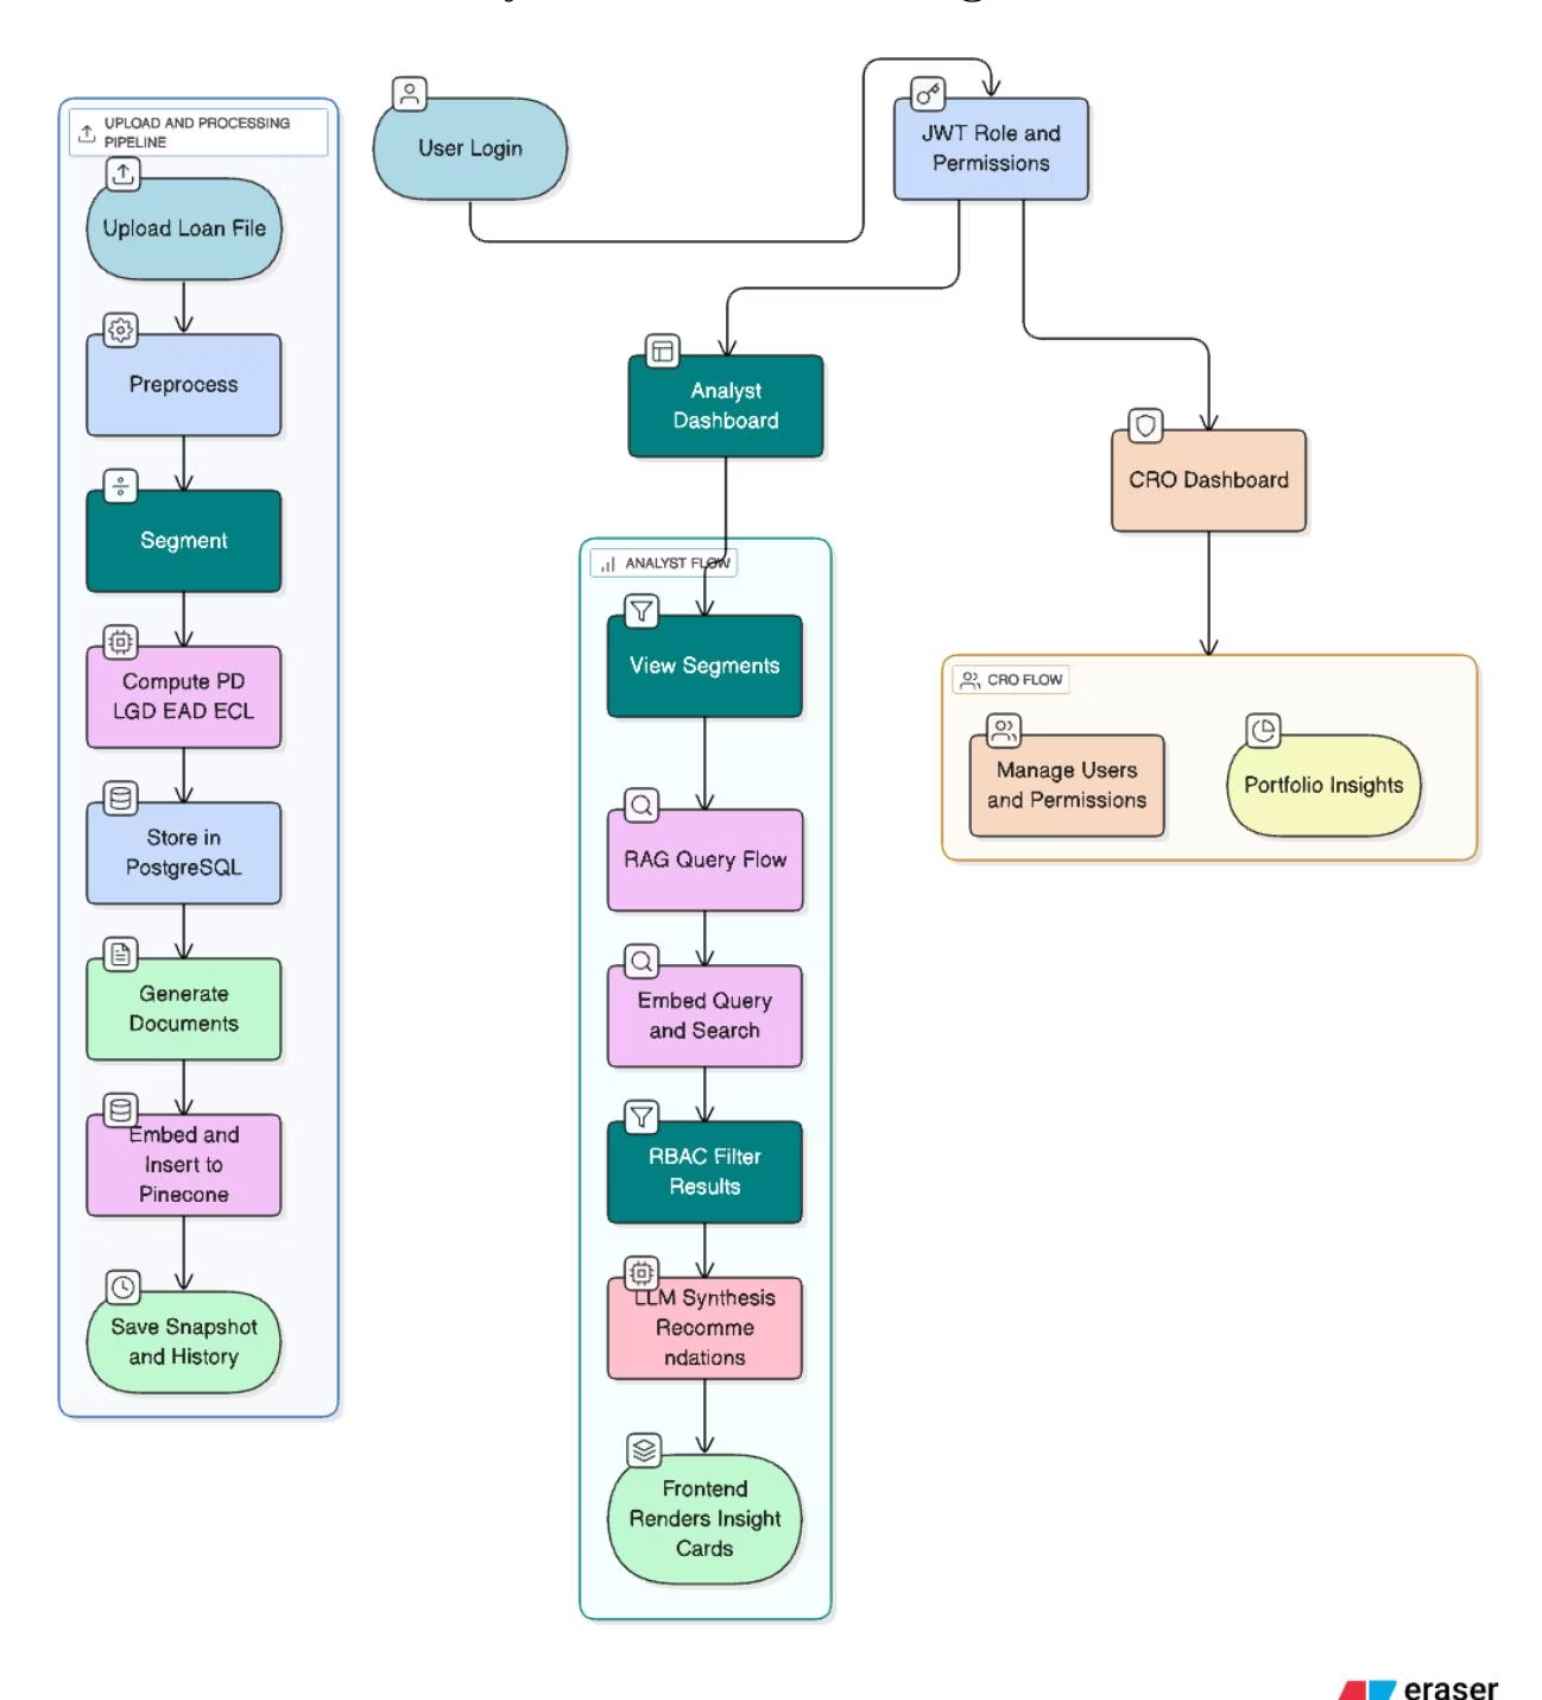 UPLOAD AND PROCESSING
PIPELINE
Upload Loan File
Preprocess
Segment
Compute PD
LGD EAD ECL
Store in
PostgreSQL
Generate
Documents
Embed and
Insert to
Pinecone
Save Snapshot
and History
User Login
JWT Role and
Permissions
Analyst
Dashboard
ANALYST FLOW
View Segments
RAG Query Flow
Embed Query
and Search
RBAC Filter
Results
LLM Synthesis
Recomme
ndations
Frontend
Renders Insight
Cards
CRO Dashboard
CRO FLOW
Manage Users
and Permissions
Portfolio Insights
eraser